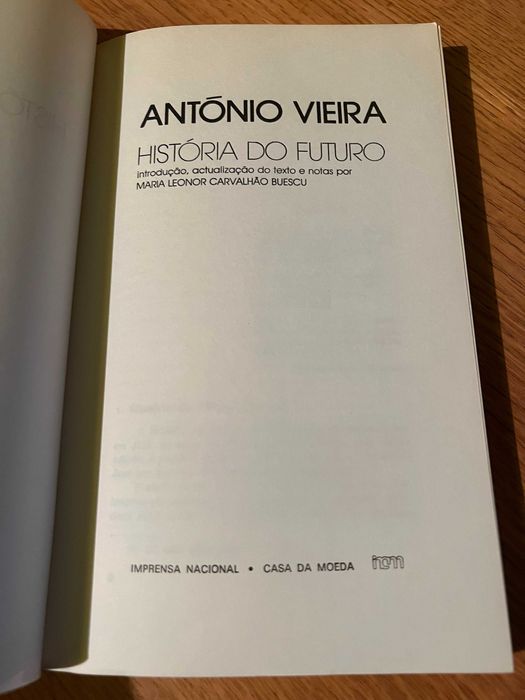 ANTÓNIO VIEIRA
HISTÓRIA DO FUTURO
introdução, actualização do texto e notas por
MARIA LEONOR CARVALHÃO BUESCU
IMPRENSA NACIONAL • CASA DA MOEDA incm